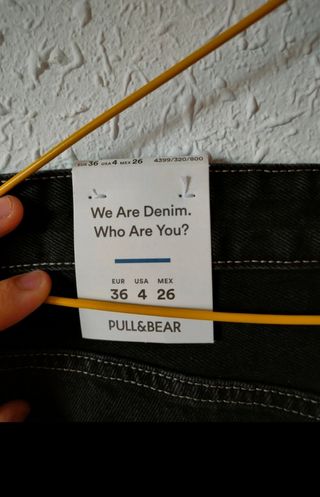 EUR 36 USA 4 MEX 26 4399/320/800
We Are Denim.
Who Are You?
EUR USA MEX
36 4 26
PULL&BEAR